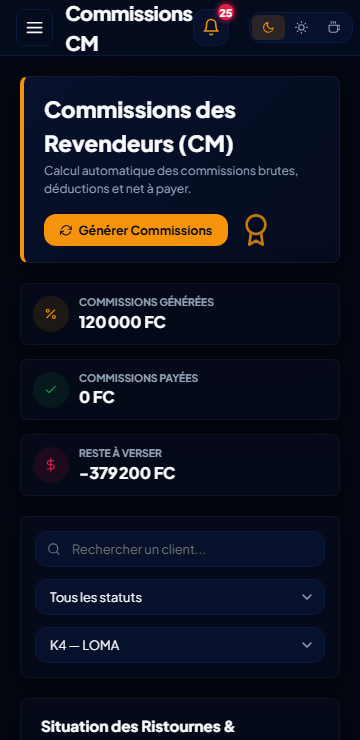 Commissions
CM
25
Commissions des
Revendeurs (CM)
Calcul automatique des commissions brutes,
déductions et net à payer.
Générer Commissions
COMMISSIONS GÉNÉRÉES
120 000 FC
COMMISSIONS PAYÉES
0 FC
RESTE À VERSER
-379 200 FC
Rechercher un client...
Tous les statuts
K4 — LOMA
Situation des Ristournes &